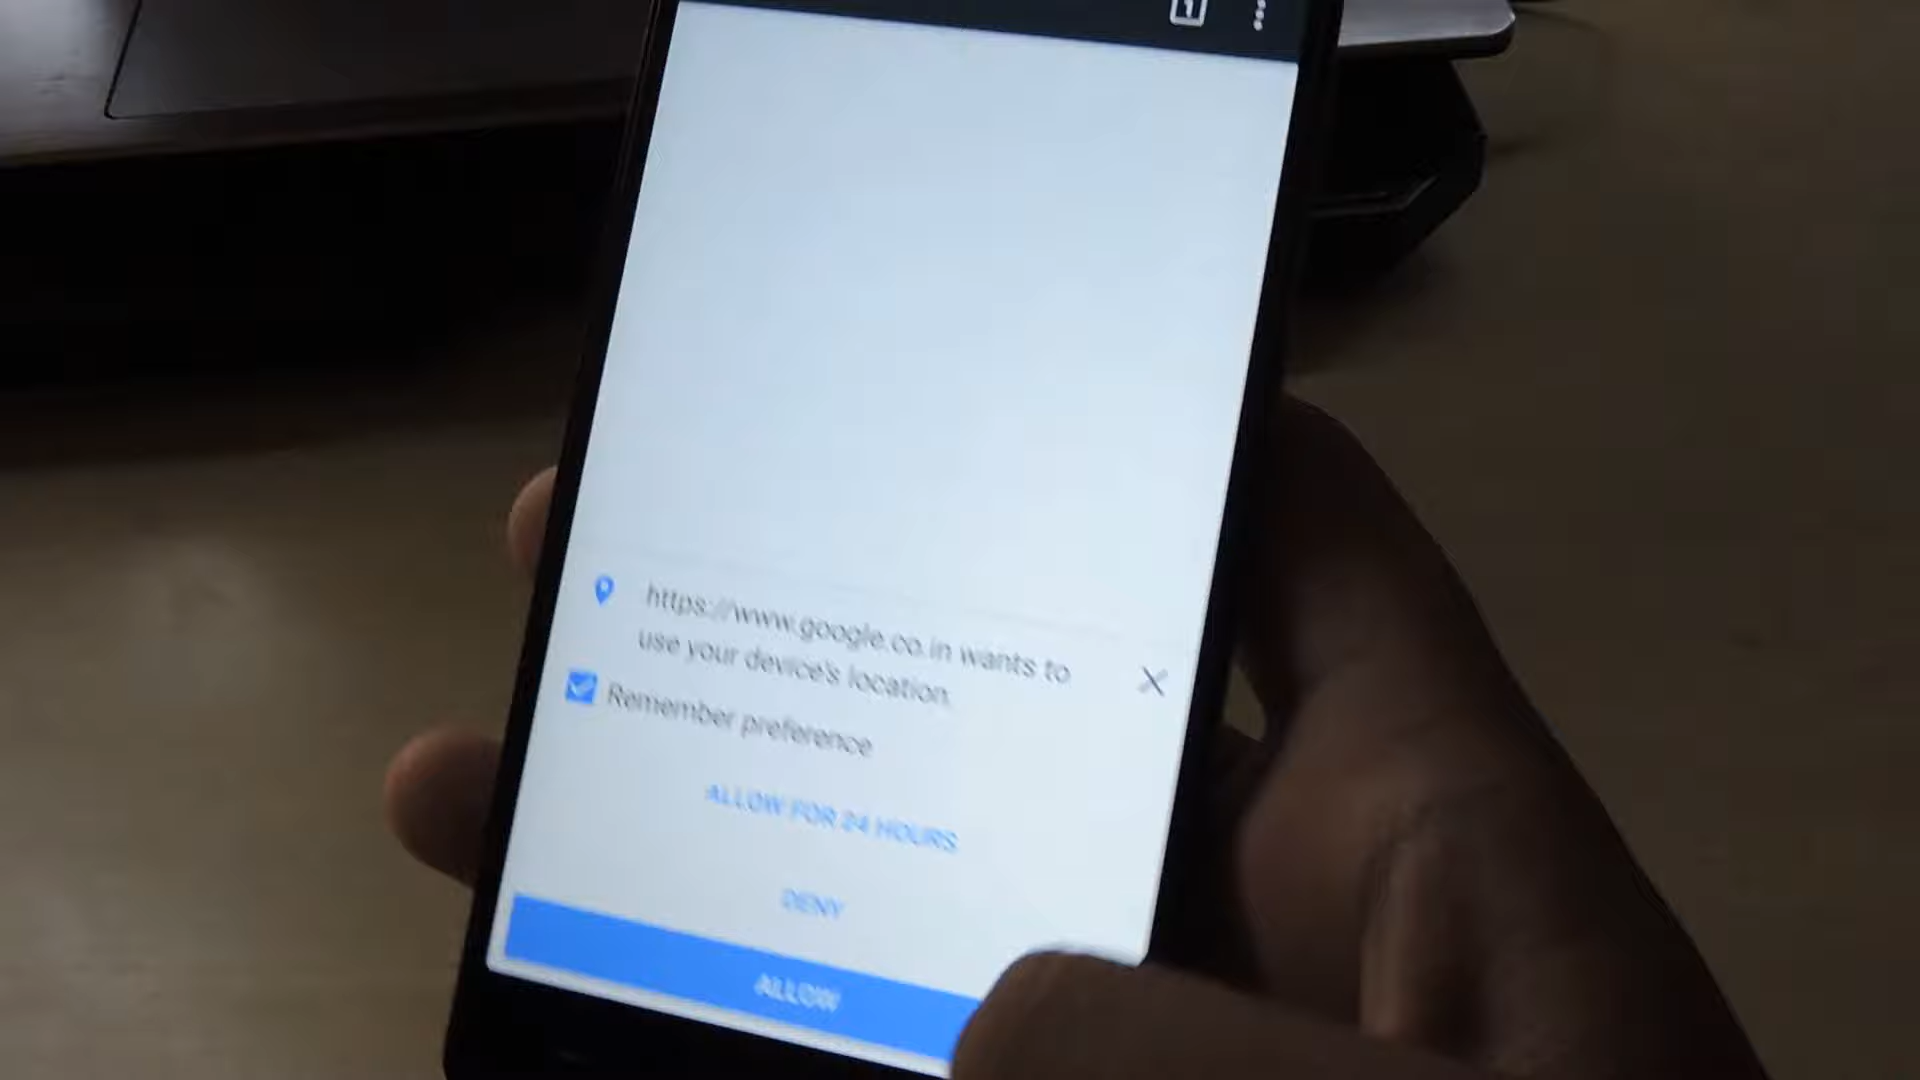 1
https://www.google.co.in wants to
use your device's location.
Remember preference
ALLOW FOR 24 HOURS
DENY
ALLOW